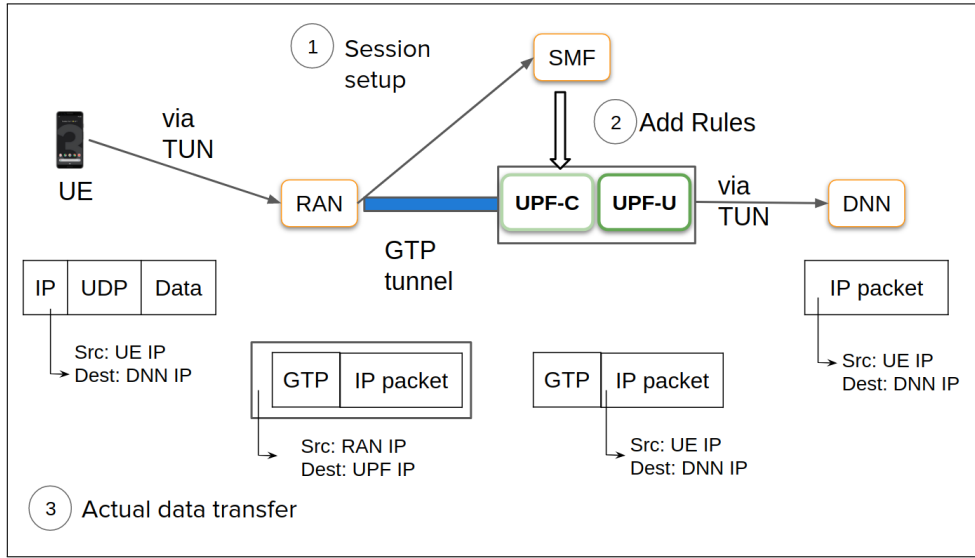 1
Session
setup
SMF
2
Add Rules
via
TUN
UE
RAN
UPF-C
UPF-U
via
TUN
DNN
GTP
tunnel
IP
UDP
Data
Src: UE IP
Dest: DNN IP
GTP
IP packet
Src: RAN IP
Dest: UPF IP
GTP
IP packet
Src: UE IP
Dest: DNN IP
IP packet
Src: UE IP
Dest: DNN IP
3
Actual data transfer